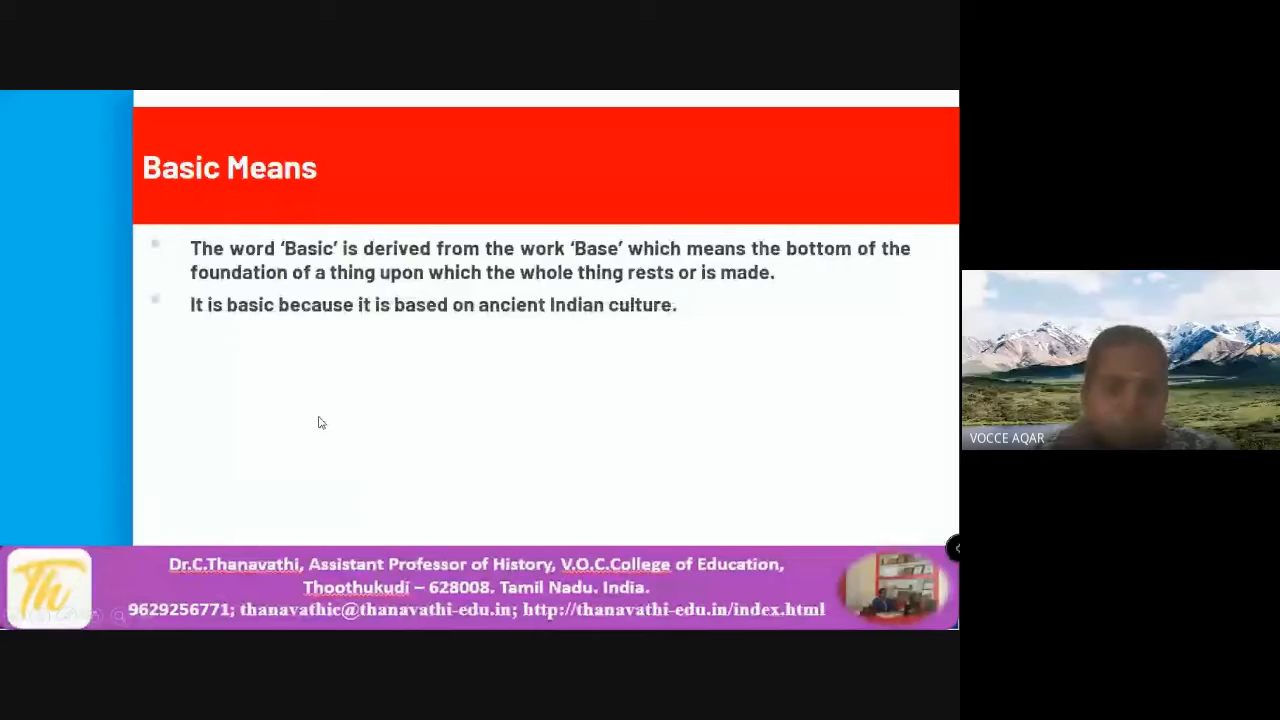 Basic Means
The word ‘Basic’ is derived from the work ‘Base’ which means the bottom of the
foundation of a thing upon which the whole thing rests or is made.
It is basic because it is based on ancient Indian culture.
VOCCE AQAR
Th
Dr.C.Thanavathi, Assistant Professor of History, V.O.C.College of Education,
Thoothukudi – 628008. Tamil Nadu. India.
9629256771; thanavathic@thanavathi-edu.in; http://thanavathi-edu.in/index.html